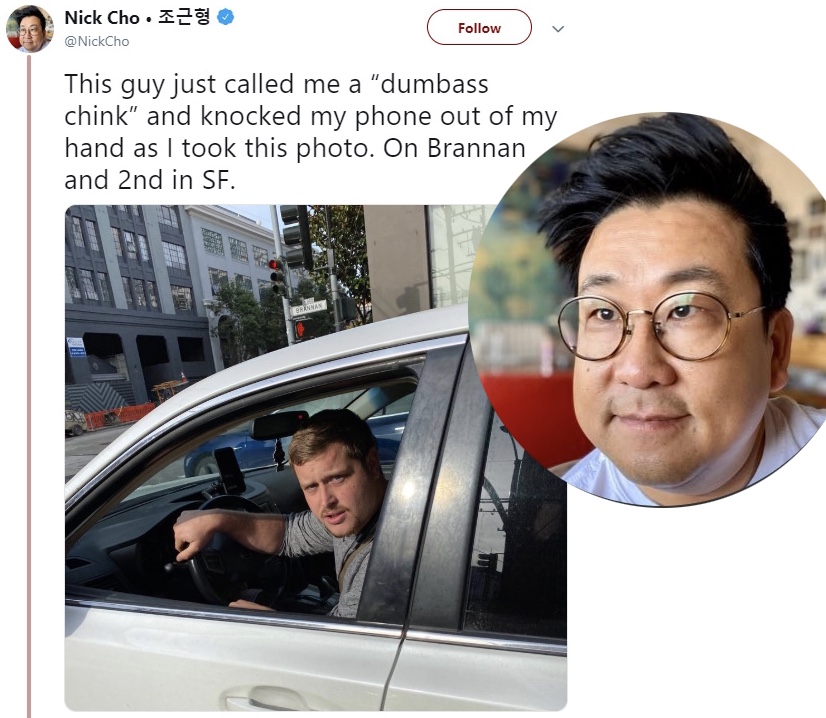 Nick Cho • 조근형
@NickCho
Follow
This guy just called me a “dumbass
chink” and knocked my phone out of my
hand as I took this photo. On Brannan
and 2nd in SF.
BRANNAN